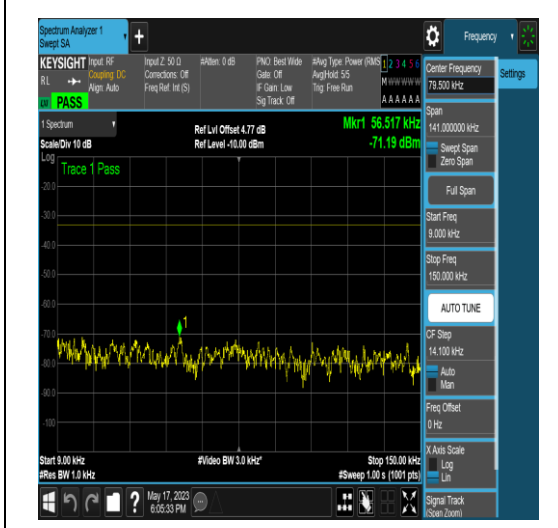 Spectrum Analyzer 1
Swept SA
Frequency
KEYSIGHT
RL
Input: RF
Coupling: DC
Align: Auto
Input Z: 50 Ω
Corrections: Off
Freq Ref: Int (S)
#Atten: 0 dB
PNO: Best Wide
Gate: Off
IF Gain: Low
Sig Track: Off
#Avg Type: Power (RMS
Avg|Hold: 5/5
Trig: Free Run
1 2 3 4 5 6
M W W W W W
A A A A A A
PASS
1 Spectrum
Scale/Div 10 dB
Ref Lvl Offset 4.77 dB
Ref Level -10.00 dBm
Mkr1 56.517 kHz
-71.19 dBm
Log
Trace 1 Pass
-20.0
-30.0
-40.0
-50.0
-60.0
-70.0
-80.0
-90.0
-100
1
Start 9.00 kHz
#Res BW 1.0 kHz
#Video BW 3.0 kHz*
Stop 150.00 kHz
#Sweep 1.00 s (1001 pts)
May 17, 2023
6:05:33 PM
Center Frequency
79.500 kHz
Settings
Span
141.000000 kHz
Swept Span
Zero Span
Full Span
Start Freq
9.000 kHz
Stop Freq
150.000 kHz
AUTO TUNE
CF Step
14.100 kHz
Auto
Man
Freq Offset
0 Hz
X Axis Scale
Log
Lin
Signal Track
(Span Zoom)